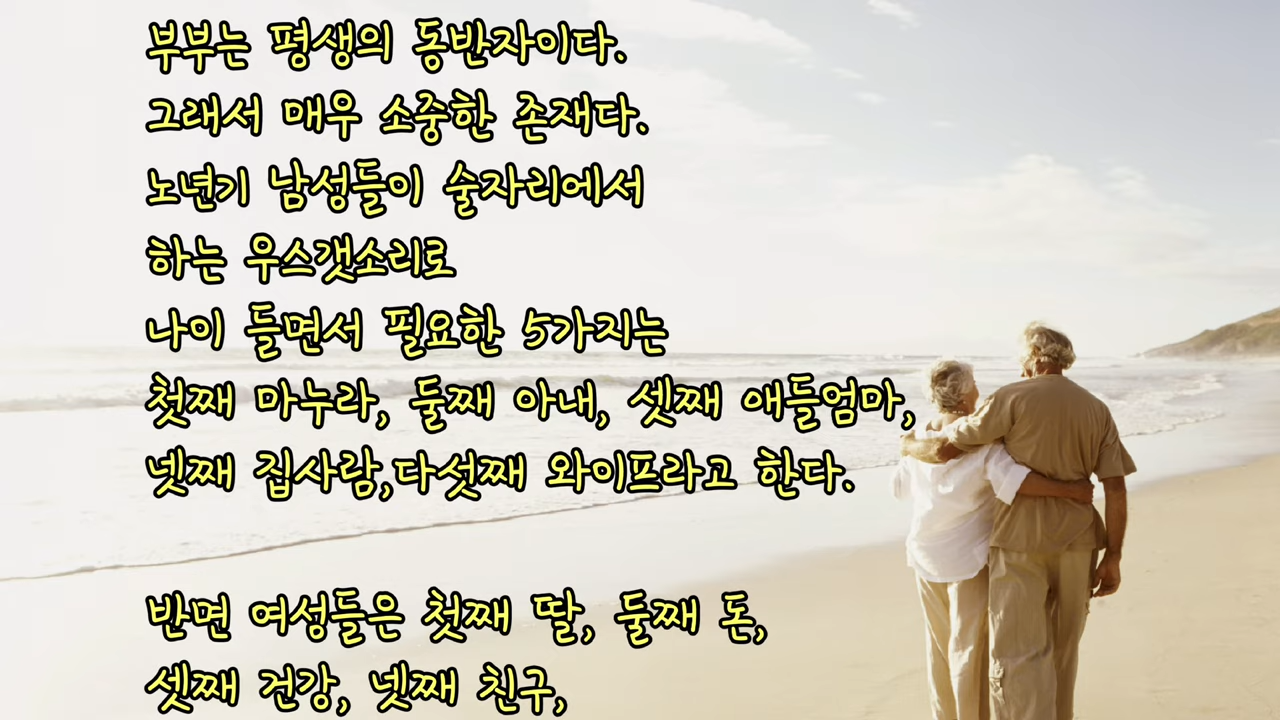 부부는 평생의 동반자이다.
그래서 매우 소중한 존재다.
노년기 남성들이 술자리에서
하는 우스갯소리로
나이 들면서 필요한 5가지는
첫째 마누라, 둘째 아내, 셋째 애들엄마,
넷째 집사람,다섯째 와이프라고 한다.
반면 여성들은 첫째 딸, 둘째 돈,
셋째 건강, 넷째 친구,